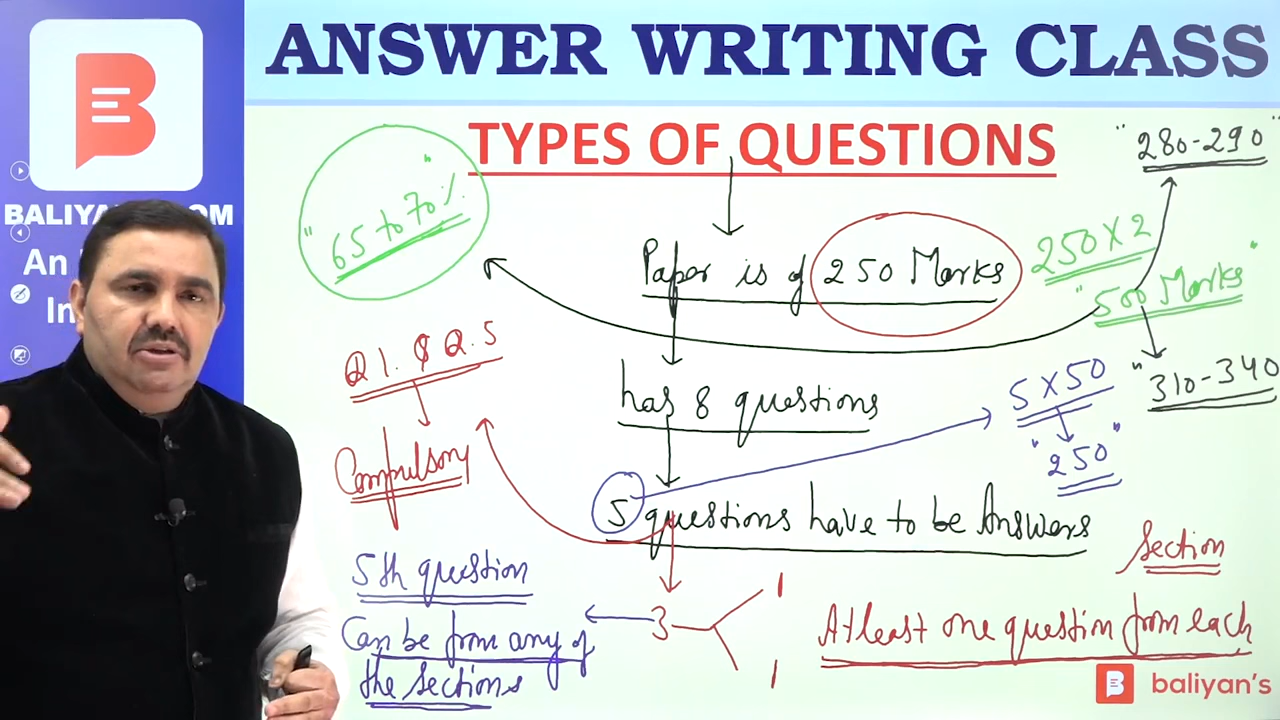 ANSWER WRITING CLASS
TYPES OF QUESTIONS
"280-290"
"65 to 70%"
Paper is of 250 Marks
250 X 2
"500 Marks"
Q 1. & Q. 5
has 8 questions
5 X 50
"310-340
"250"
Compulsory
5 questions have to be Answers
Section
5th question
3
1
1
Can be from any of
the sections
Atleast one question from each
baliyan's
BALIYA
OM
An
In